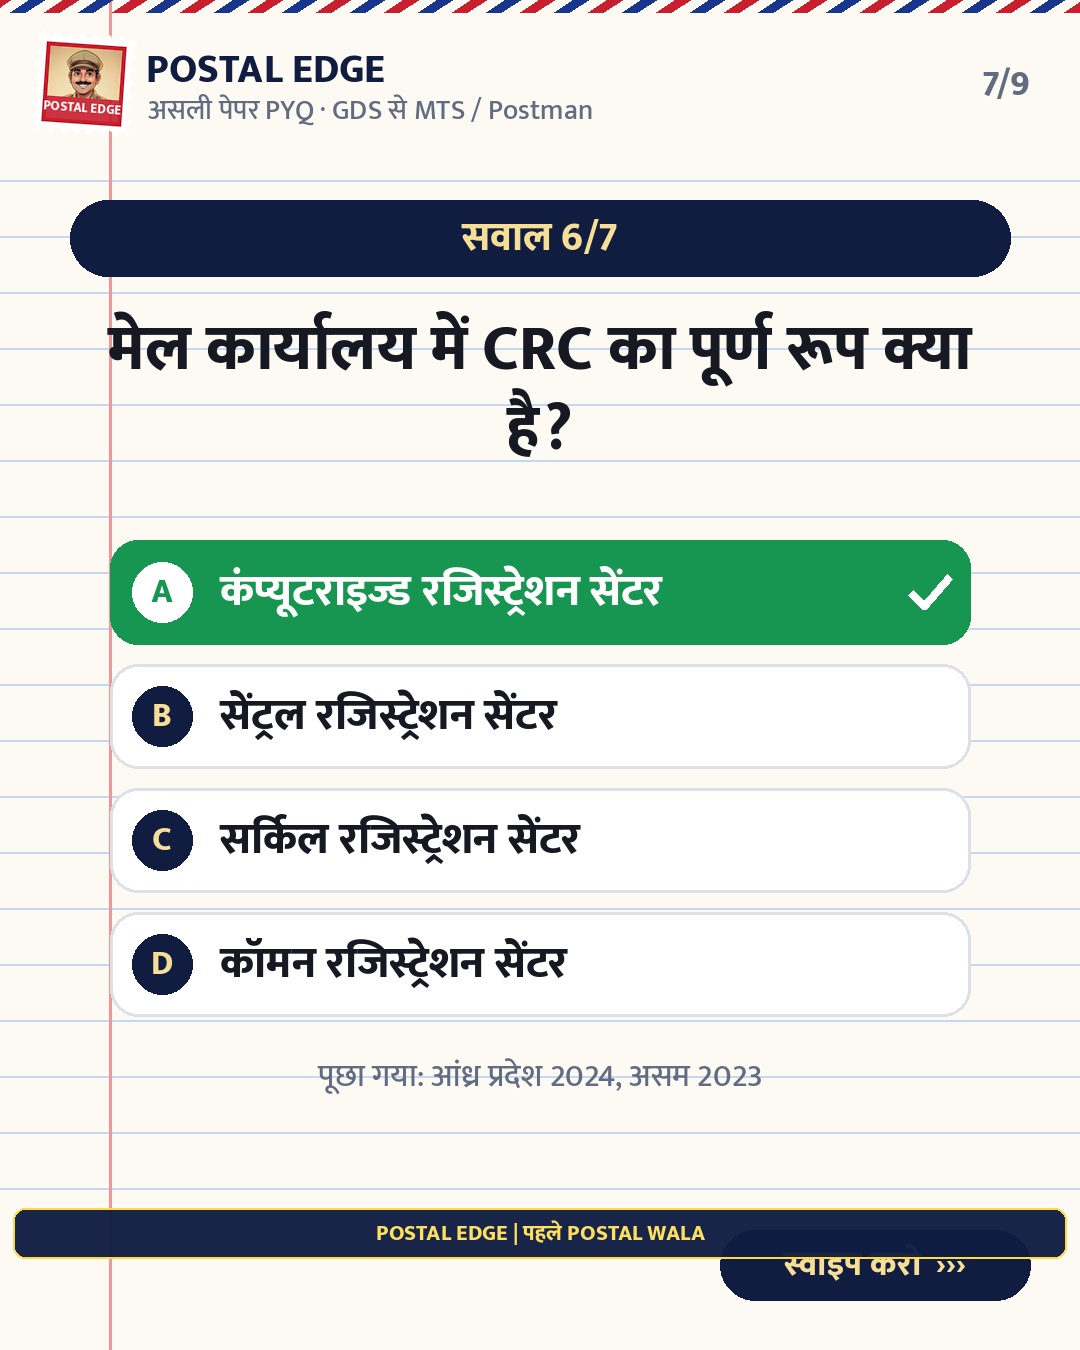 POSTAL EDGE
POSTAL EDGE
असली पेपर PYQ · GDS से MTS / Postman
7/9
सवाल 6/7
मेल कार्यालय में CRC का पूर्ण रूप क्या
है?
A कंप्यूटराइज्ड रजिस्ट्रेशन सेंटर
B सेंट्रल रजिस्ट्रेशन सेंटर
C सर्किल रजिस्ट्रेशन सेंटर
D कॉमन रजिस्ट्रेशन सेंटर
पूछा गया: आंध्र प्रदेश 2024, असम 2023
POSTAL EDGE | पहले POSTAL WALA
स्वाइप करो ›››